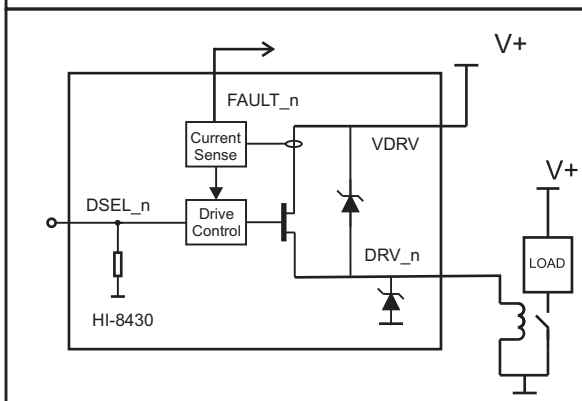 V+
FAULT_n
Current
Sense
VDRV
V+
DSEL_n
Drive
Control
DRV_n
LOAD
HI-8430